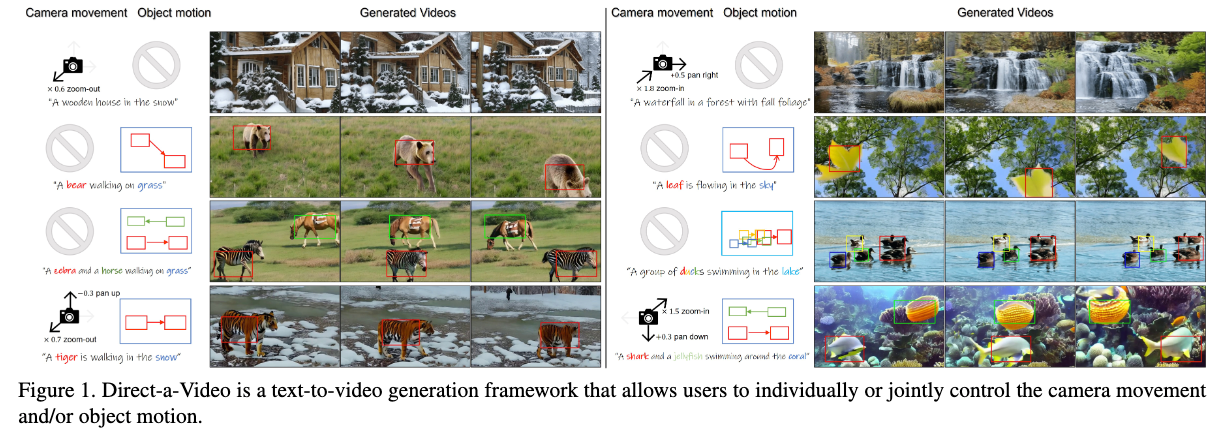 Camera movement Object motion Generated Videos
× 0.6 zoom-out
"A wooden house in the snow"
"A bear walking on grass"
"A zebra and a horse walking on grass"
−0.3 pan up
× 0.7 zoom-out
"A tiger is walking in the snow"
Camera movement Object motion Generated Videos
+0.5 pan right
× 1.8 zoom-in
"A waterfall in a forest with fall foliage"
"A leaf is flowing in the sky"
"A group of ducks swimming in the lake"
× 1.5 zoom-in
+0.3 pan down
"A shark and a jellyfish swimming around the coral"
Figure 1. Direct-a-Video is a text-to-video generation framework that allows users to individually or jointly control the camera movement
and/or object motion.